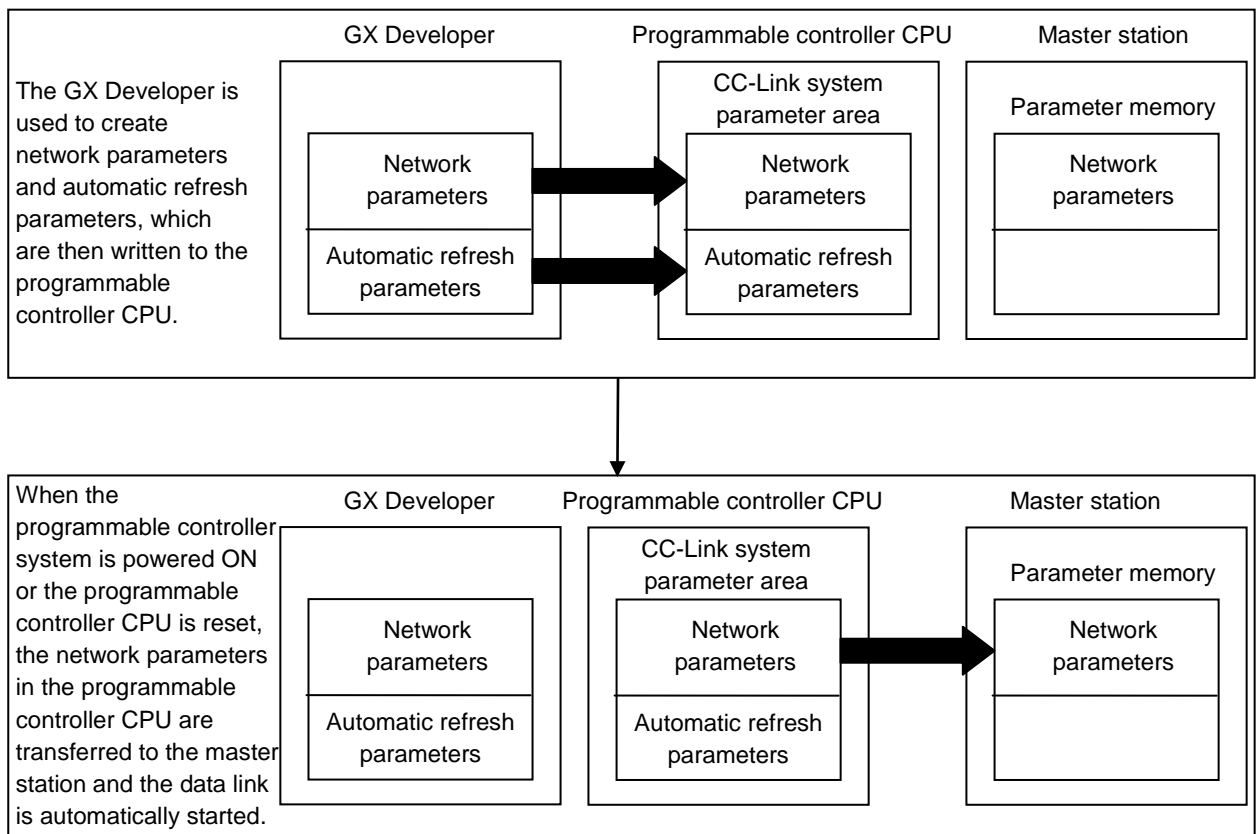 The GX Developer is
used to create
network parameters
and automatic refresh
parameters, which
are then written to the
programmable
controller CPU.
GX Developer
Network
parameters
Automatic refresh
parameters
Programmable controller CPU
CC-Link system
parameter area
Network
parameters
Automatic refresh
parameters
Master station
Parameter memory
Network
parameters
When the
programmable controller
system is powered ON
or the programmable
controller CPU is reset,
the network parameters
in the programmable
controller CPU are
transferred to the master
station and the data link
is automatically started.
GX Developer
Network
parameters
Automatic refresh
parameters
Programmable controller CPU
CC-Link system
parameter area
Network
parameters
Automatic refresh
parameters
Master station
Parameter memory
Network
parameters